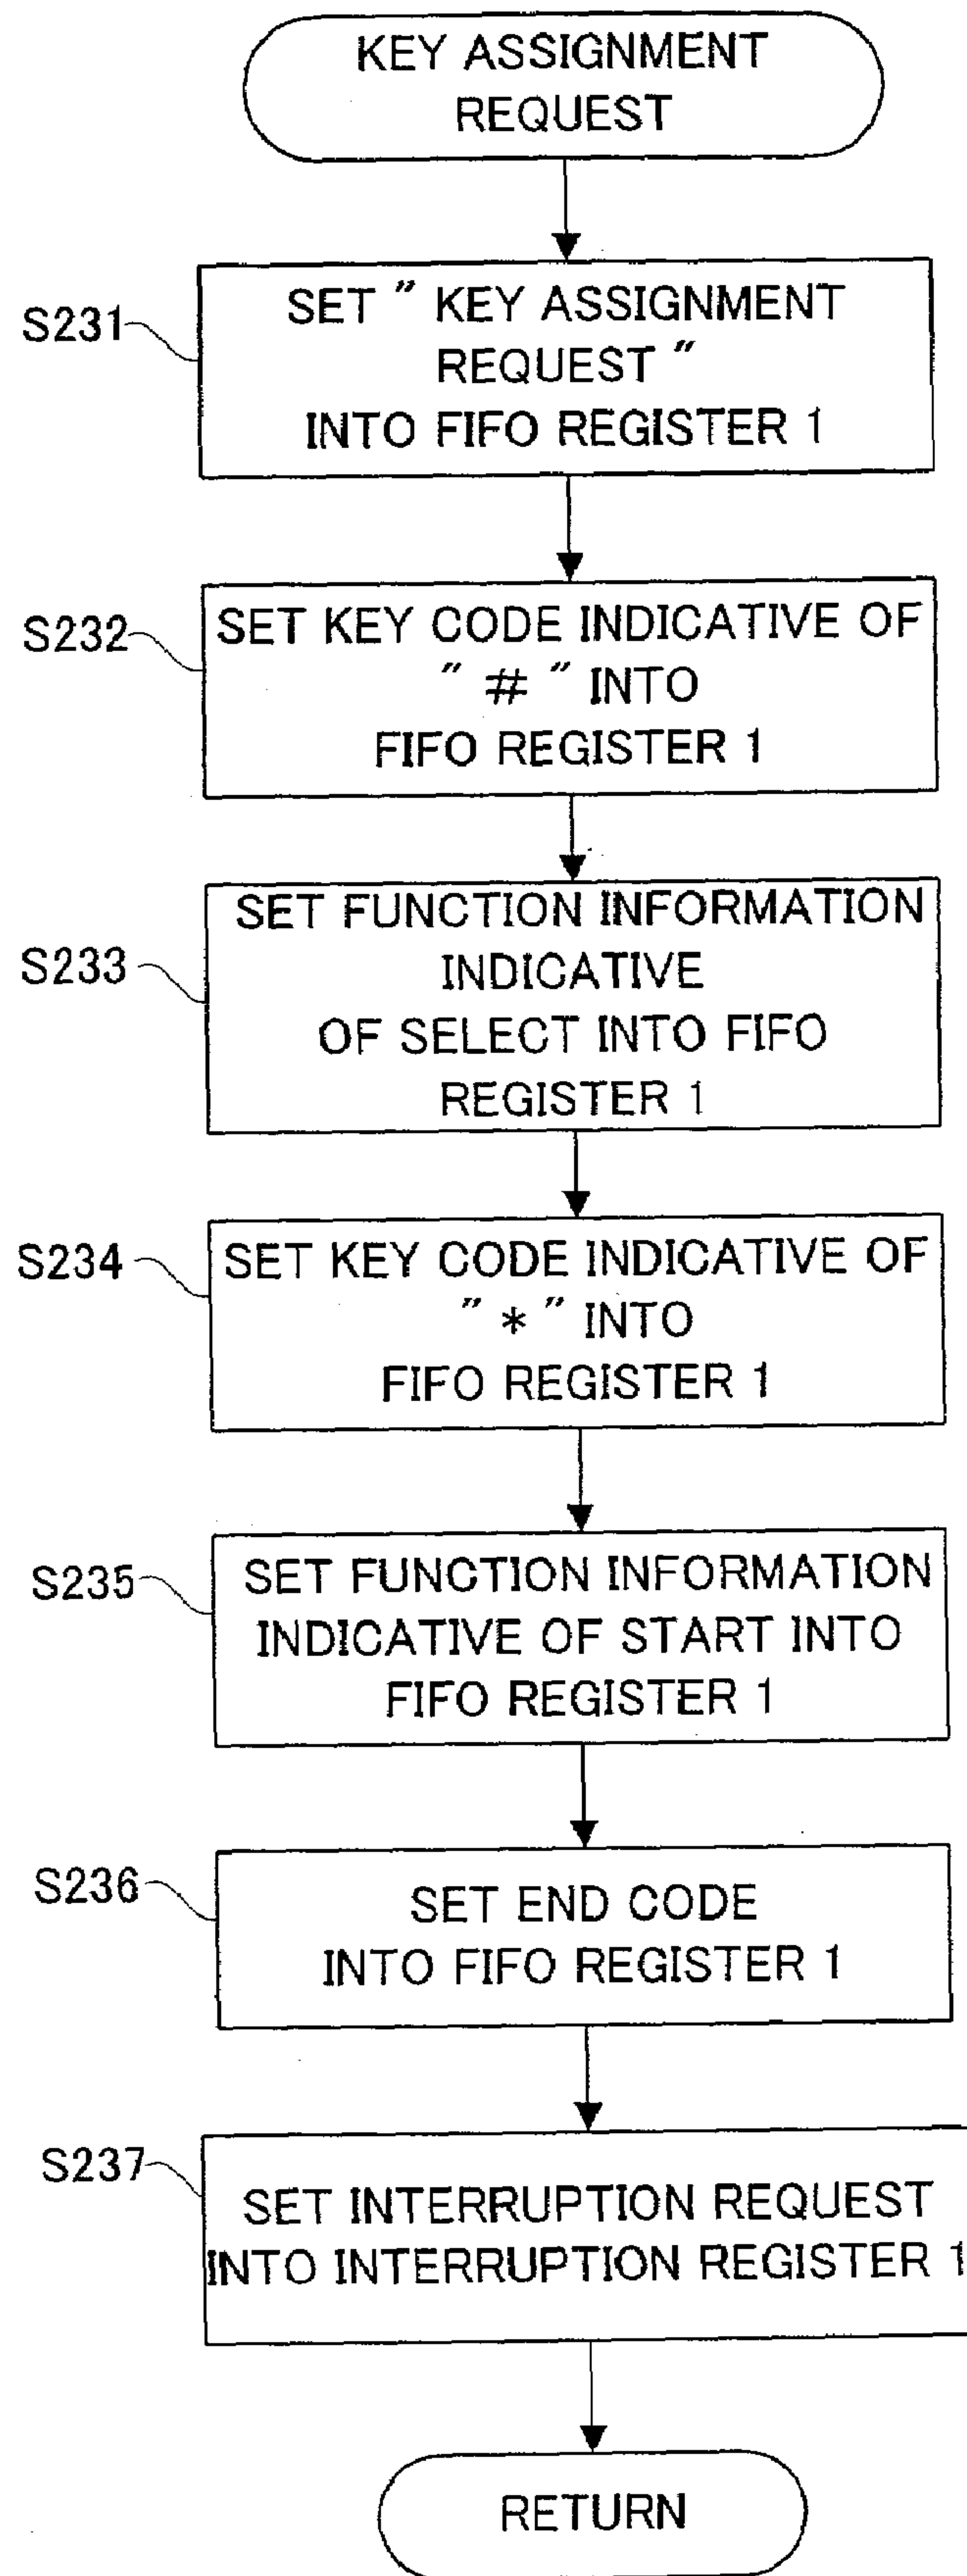 KEY ASSIGNMENT
REQUEST
S231
SET " KEY ASSIGNMENT
REQUEST "
INTO FIFO REGISTER 1
S232
SET KEY CODE INDICATIVE OF
" # " INTO
FIFO REGISTER 1
S233
SET FUNCTION INFORMATION
INDICATIVE
OF SELECT INTO FIFO
REGISTER 1
S234
SET KEY CODE INDICATIVE OF
" * " INTO
FIFO REGISTER 1
S235
SET FUNCTION INFORMATION
INDICATIVE OF START INTO
FIFO REGISTER 1
S236
SET END CODE
INTO FIFO REGISTER 1
S237
SET INTERRUPTION REQUEST
INTO INTERRUPTION REGISTER 1
RETURN